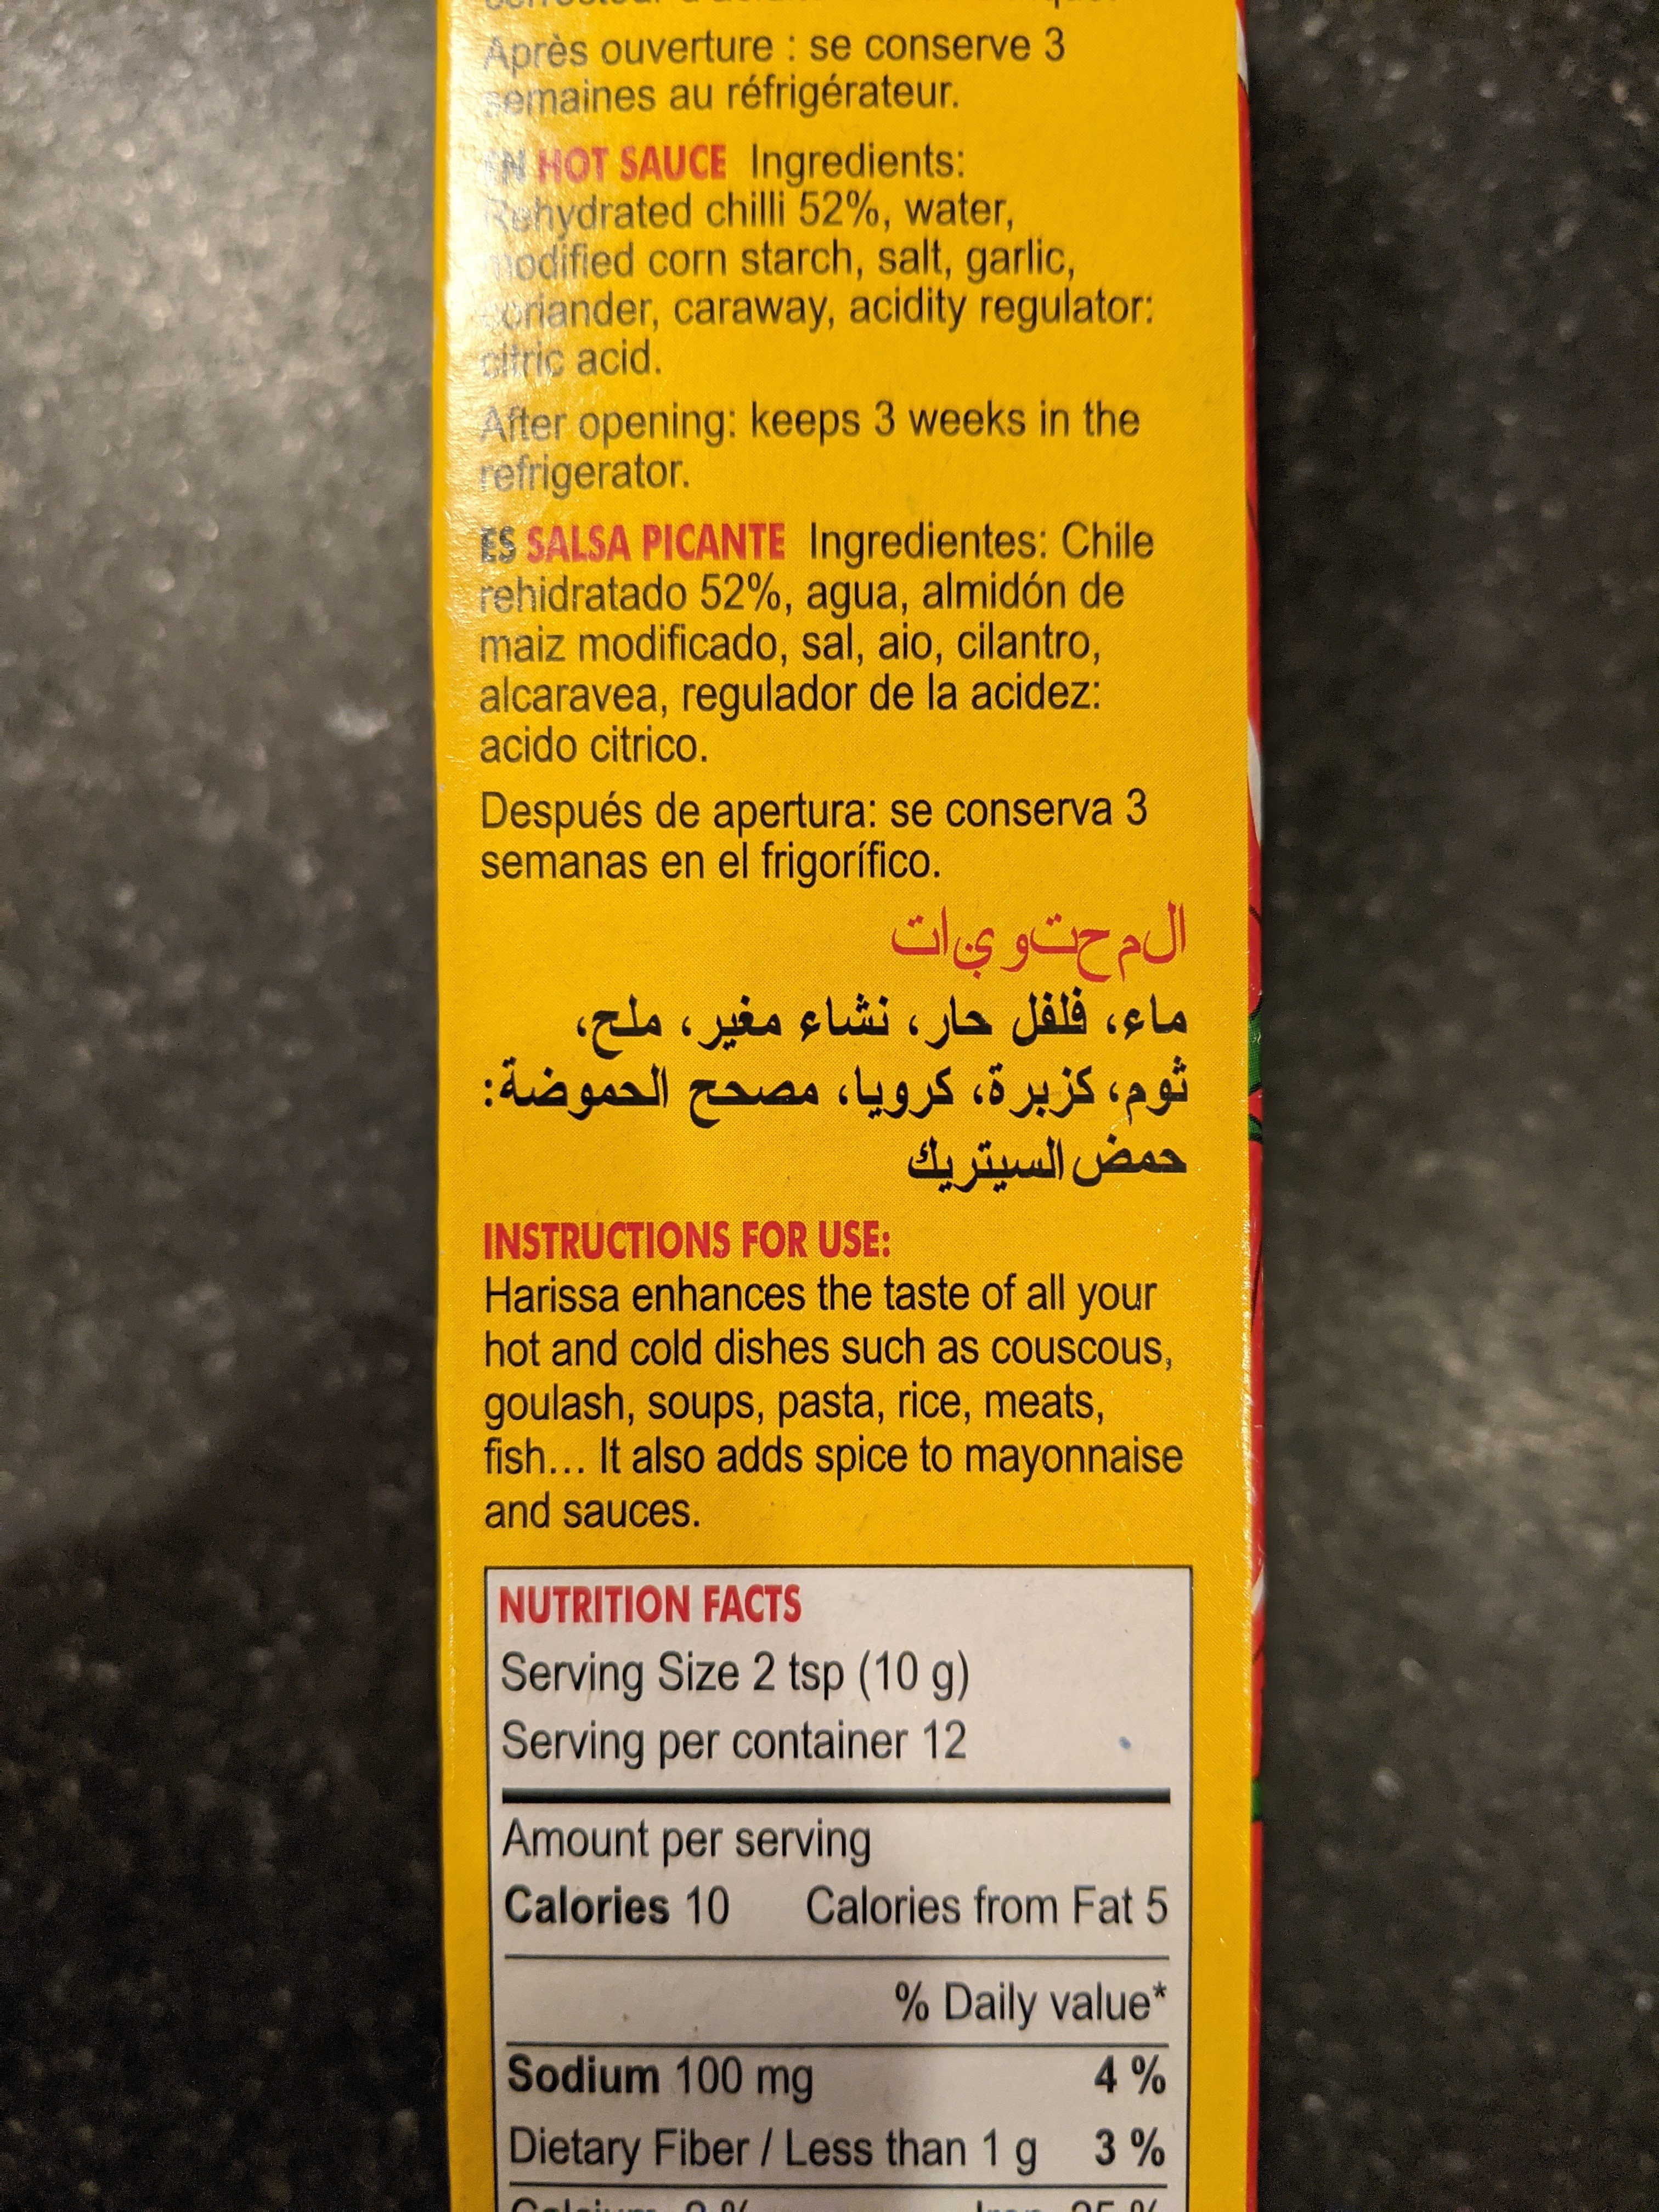 Après ouverture : se conserve 3
semaines au réfrigérateur.
EN HOT SAUCE Ingredients:
Rehydrated chilli 52%, water,
modified corn starch, salt, garlic,
coriander, caraway, acidity regulator:
citric acid.
After opening: keeps 3 weeks in the
refrigerator.
ES SALSA PICANTE Ingredientes: Chile
rehidratado 52%, agua, almidón de
maiz modificado, sal, aio, cilantro,
alcaravea, regulador de la acidez:
acido citrico.
Después de apertura: se conserva 3
semanas en el frigorífico.
المحتويات
ماء، فلفل حار، نشاء مغير، ملح،
ثوم، كزبرة، كرويا، مصحح الحموضة:
حمض السيتريك
INSTRUCTIONS FOR USE:
Harissa enhances the taste of all your
hot and cold dishes such as couscous,
goulash, soups, pasta, rice, meats,
fish... It also adds spice to mayonnaise
and sauces.
NUTRITION FACTS
Serving Size 2 tsp (10 g)
Serving per container 12
Amount per serving
Calories 10 Calories from Fat 5
% Daily value*
Sodium 100 mg 4 %
Dietary Fiber / Less than 1 g 3 %